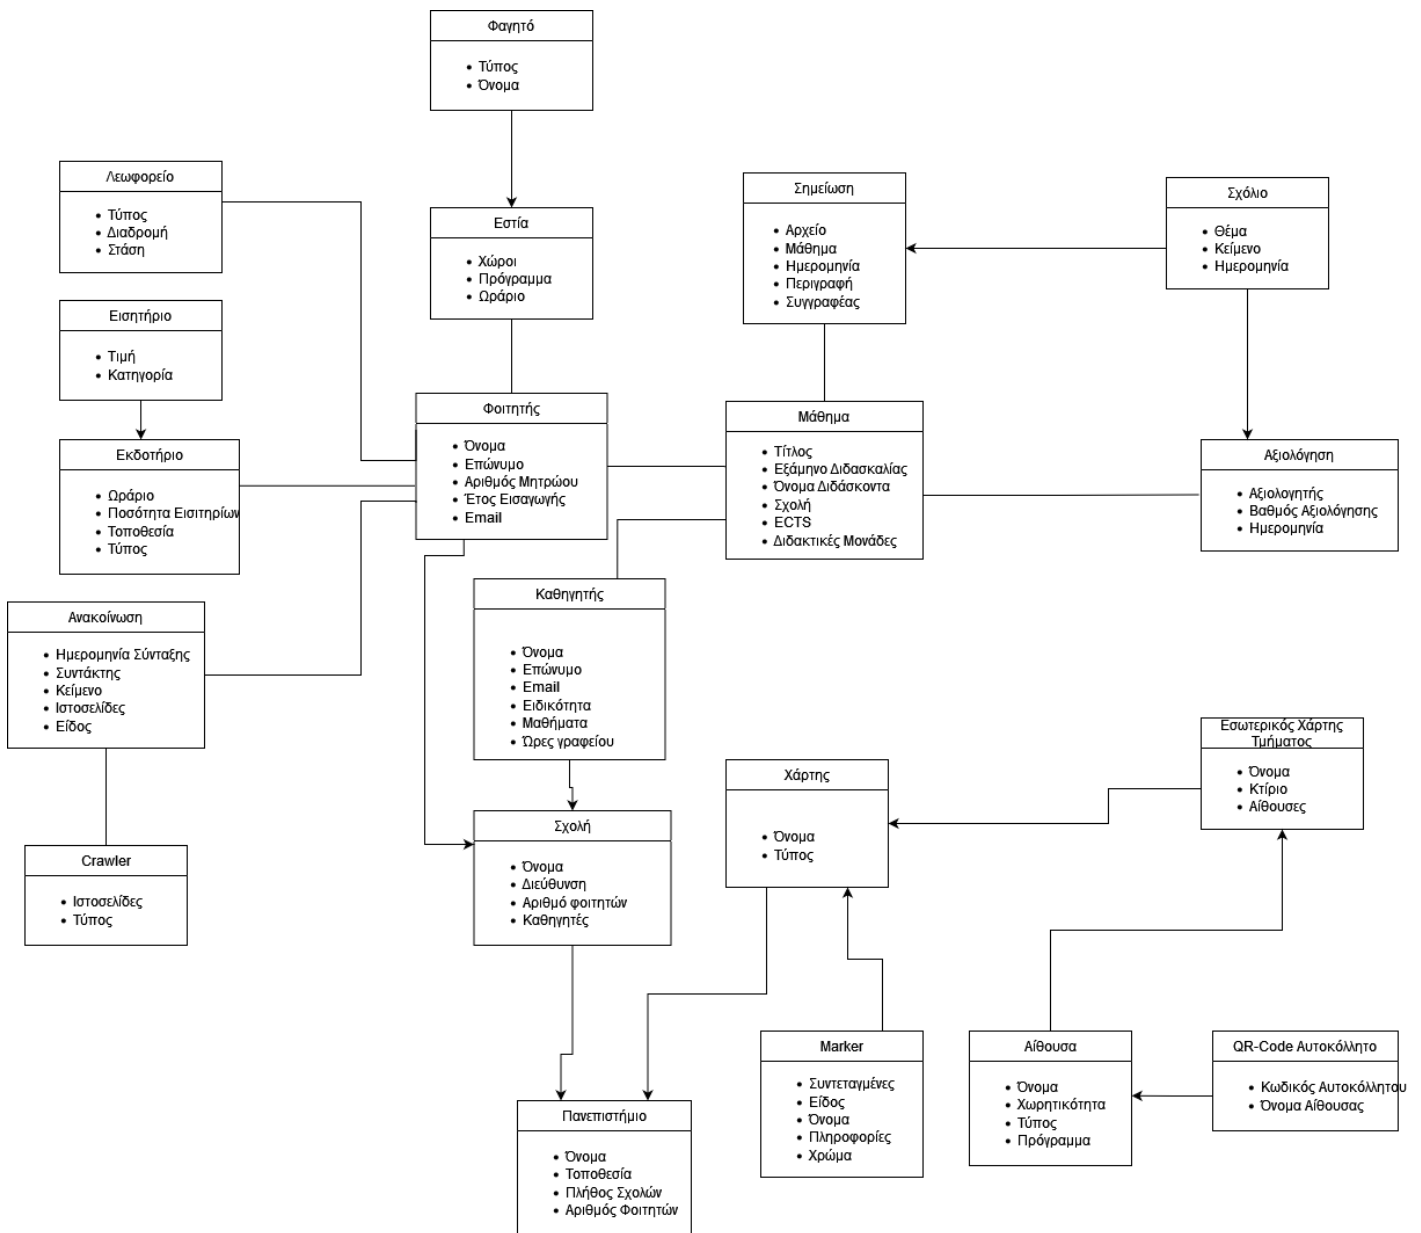 Φαγητό
Τύπος
Όνομα
Λεωφορείο
Τύπος
Διαδρομή
Στάση
Εστία
Χώροι
Πρόγραμμα
Ωράριο
Σημείωση
Αρχείο
Μάθημα
Ημερομηνία
Περιγραφή
Συγγραφέας
Σχόλιο
Θέμα
Κείμενο
Ημερομηνία
Εισητήριο
Τιμή
Κατηγορία
Φοιτητής
Όνομα
Επώνυμο
Αριθμός Μητρώου
Έτος Εισαγωγής
Email
Μάθημα
Τίτλος
Εξάμηνο Διδασκαλίας
Όνομα Διδάσκοντα
Σχολή
ECTS
Διδακτικές Μονάδες
Εκδοτήριο
Ωράριο
Ποσότητα Εισιτηρίων
Τοποθεσία
Τύπος
Αξιολόγηση
Αξιολογητής
Βαθμός Αξιολόγησης
Ημερομηνία
Καθηγητής
Όνομα
Επώνυμο
Email
Ειδικότητα
Μαθήματα
Ώρες γραφείου
Ανακοίνωση
Ημερομηνία Σύνταξης
Συντάκτης
Κείμενο
Ιστοσελίδες
Είδος
Εσωτερικός Χάρτης
Τμήματος
Όνομα
Κτίριο
Αίθουσες
Χάρτης
Όνομα
Τύπος
Σχολή
Όνομα
Διεύθυνση
Αριθμό φοιτητών
Καθηγητές
Crawler
Ιστοσελίδες
Τύπος
Marker
Συντεταγμένες
Είδος
Όνομα
Πληροφορίες
Χρώμα
Αίθουσα
Όνομα
Χωρητικότητα
Τύπος
Πρόγραμμα
QR-Code Αυτοκόλλητο
Κωδικός Αυτοκόλλητου
Όνομα Αίθουσας
Πανεπιστήμιο
Όνομα
Τοποθεσία
Πλήθος Σχολών
Αριθμός Φοιτητών